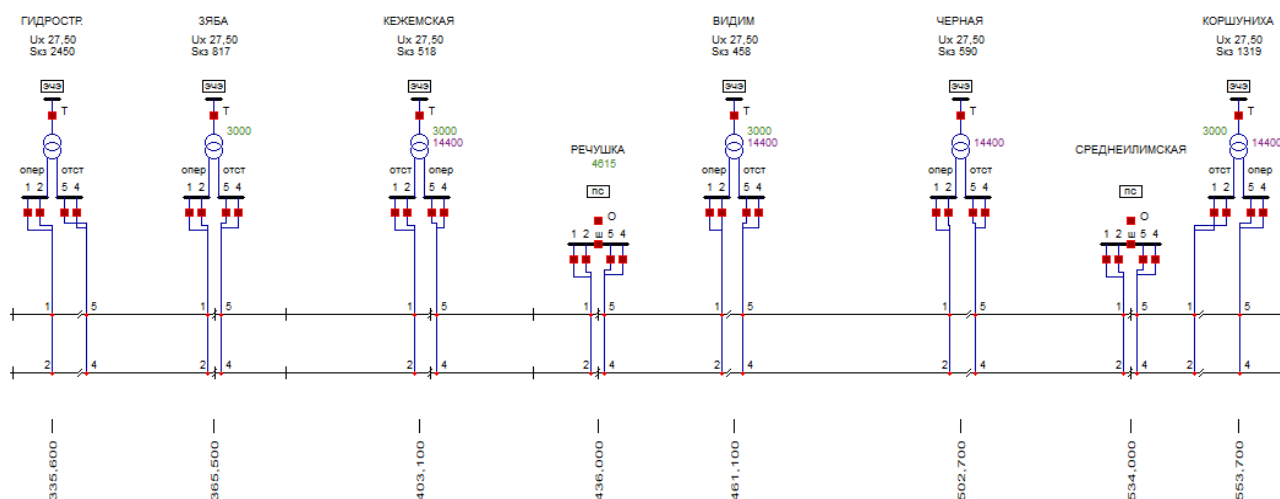 ГИДРОСТР. ЗЯБА КЕЖЕМСКАЯ ВИДИМ ЧЕРНАЯ КОРШУНИХА
Ux 27,50 Ux 27,50 Ux 27,50 Ux 27,50 Ux 27,50 Ux 27,50
Sкз 2450 Sкз 817 Sкз 518 Sкз 458 Sкз 590 Sкз 1319
ЭЧЭ ЭЧЭ ЭЧЭ ЭЧЭ ЭЧЭ ЭЧЭ
Т Т Т Т Т Т
3000 3000 3000 3000
14400 14400 14400 14400
РЕЧУШКА СРЕДНЕИЛИМСКАЯ
4615
опер отст опер отст отст опер опер отст опер отст отст опер
1 2 5 4 1 2 5 4 1 2 5 4 1 2 5 4 1 2 5 4 1 2 5 4
ПС ПС
О О
1 2 ш 5 4 1 2 ш 5 4
1 5 1 5 1 5 1 5 1 5 1 5 1 5 1 5
2 4 2 4 2 4 2 4 2 4 2 4 2 4 2 4
335,600 365,500 403,100 436,000 461,100 502,700 534,000 553,700